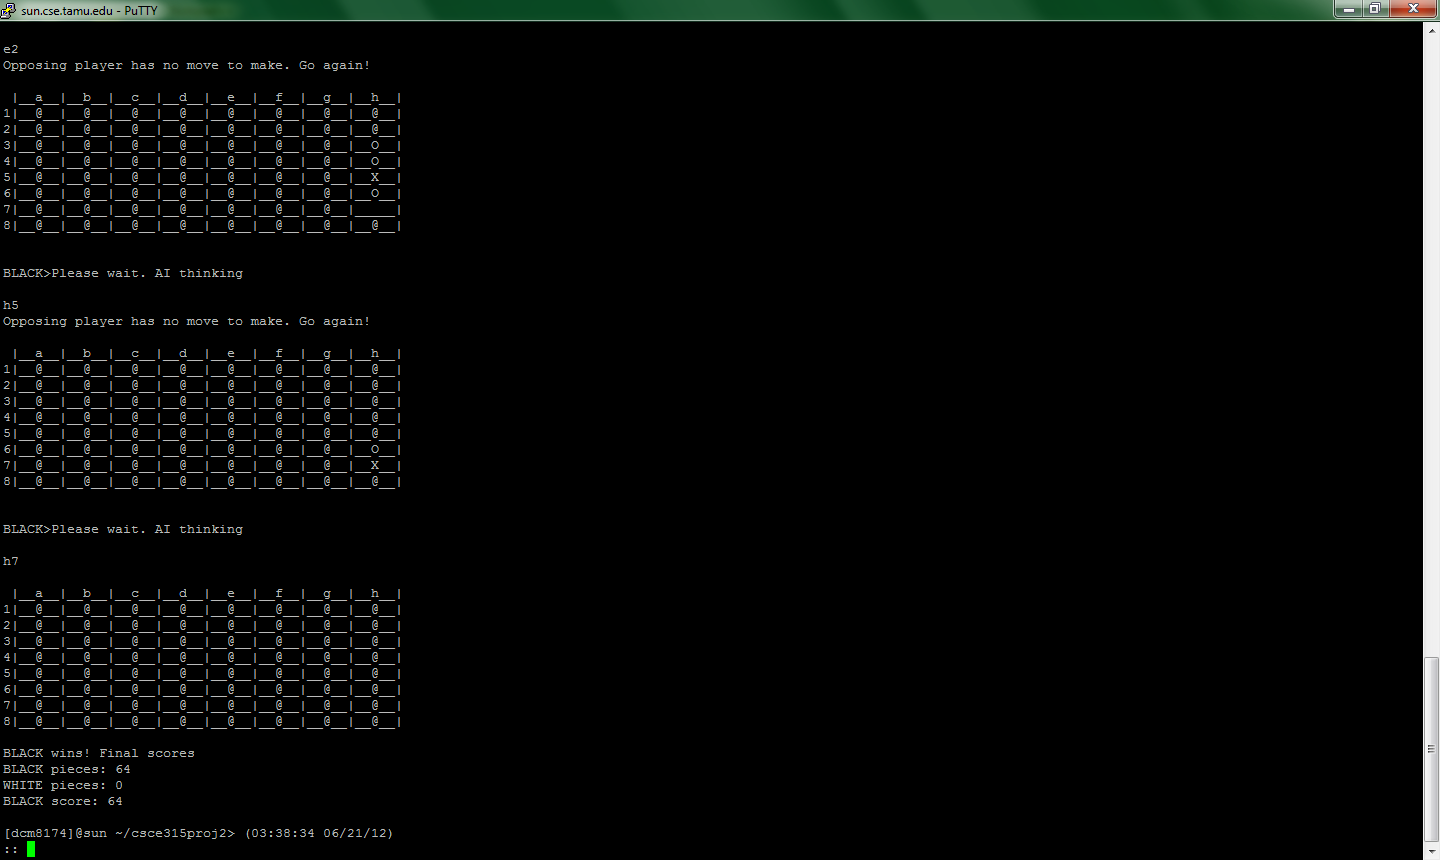 sun.cse.tamu.edu - PuTTY
e2
Opposing player has no move to make. Go again!
 |__a__|__b__|__c__|__d__|__e__|__f__|__g__|__h__|
1|__@__|__@__|__@__|__@__|__@__|__@__|__@__|__@__|
2|__@__|__@__|__@__|__@__|__@__|__@__|__@__|__@__|
3|__@__|__@__|__@__|__@__|__@__|__@__|__@__|__O__|
4|__@__|__@__|__@__|__@__|__@__|__@__|__@__|__O__|
5|__@__|__@__|__@__|__@__|__@__|__@__|__@__|__X__|
6|__@__|__@__|__@__|__@__|__@__|__@__|__@__|__O__|
7|__@__|__@__|__@__|__@__|__@__|__@__|__@__|_____|
8|__@__|__@__|__@__|__@__|__@__|__@__|__@__|__@__|
BLACK>Please wait. AI thinking
h5
Opposing player has no move to make. Go again!
 |__a__|__b__|__c__|__d__|__e__|__f__|__g__|__h__|
1|__@__|__@__|__@__|__@__|__@__|__@__|__@__|__@__|
2|__@__|__@__|__@__|__@__|__@__|__@__|__@__|__@__|
3|__@__|__@__|__@__|__@__|__@__|__@__|__@__|__@__|
4|__@__|__@__|__@__|__@__|__@__|__@__|__@__|__@__|
5|__@__|__@__|__@__|__@__|__@__|__@__|__@__|__@__|
6|__@__|__@__|__@__|__@__|__@__|__@__|__@__|__O__|
7|__@__|__@__|__@__|__@__|__@__|__@__|__@__|__X__|
8|__@__|__@__|__@__|__@__|__@__|__@__|__@__|__@__|
BLACK>Please wait. AI thinking
h7
 |__a__|__b__|__c__|__d__|__e__|__f__|__g__|__h__|
1|__@__|__@__|__@__|__@__|__@__|__@__|__@__|__@__|
2|__@__|__@__|__@__|__@__|__@__|__@__|__@__|__@__|
3|__@__|__@__|__@__|__@__|__@__|__@__|__@__|__@__|
4|__@__|__@__|__@__|__@__|__@__|__@__|__@__|__@__|
5|__@__|__@__|__@__|__@__|__@__|__@__|__@__|__@__|
6|__@__|__@__|__@__|__@__|__@__|__@__|__@__|__@__|
7|__@__|__@__|__@__|__@__|__@__|__@__|__@__|__@__|
8|__@__|__@__|__@__|__@__|__@__|__@__|__@__|__@__|
BLACK wins! Final scores
BLACK pieces: 64
WHITE pieces: 0
BLACK score: 64
[dcm8174]@sun ~/csce315proj2> (03:38:34 06/21/12)
::